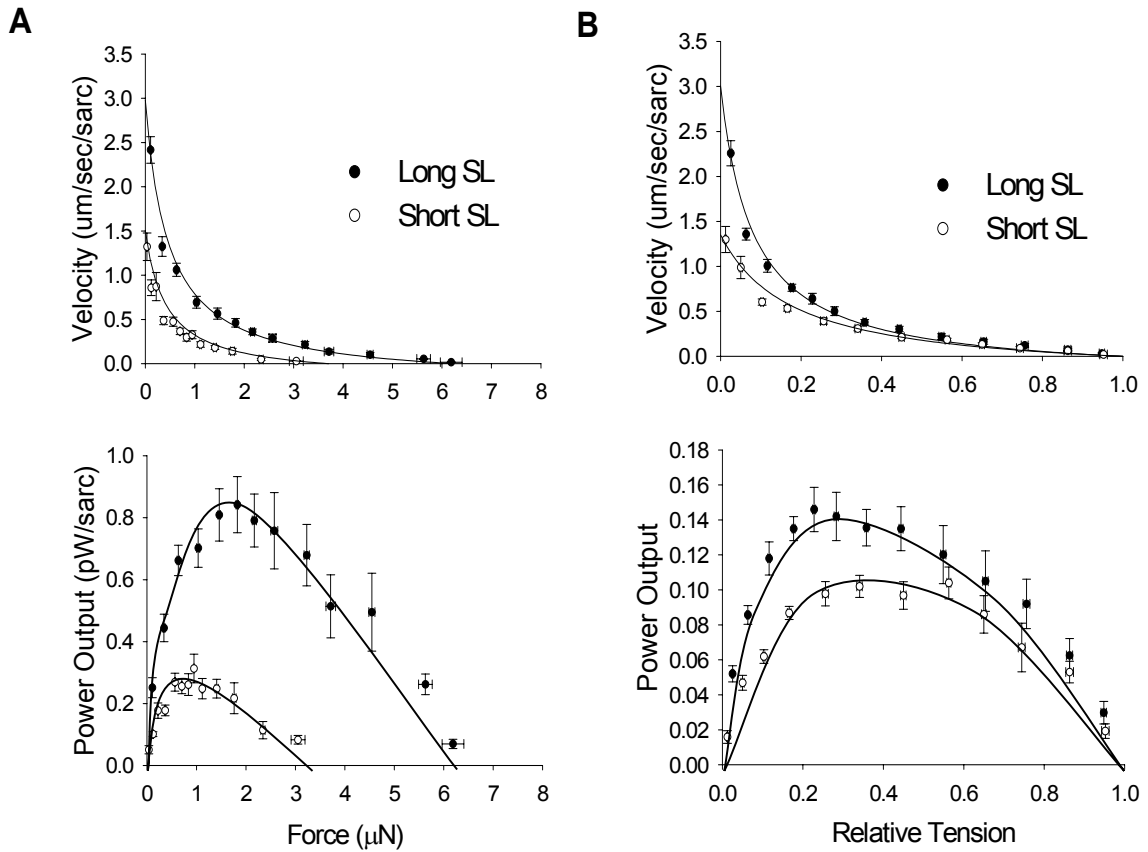 A
3.5
3.0
2.5
2.0
1.5
1.0
0.5
0.0
Velocity (um/sec/sarc)
Long SL
Short SL
0 1 2 3 4 5 6 7 8
B
3.5
3.0
2.5
2.0
1.5
1.0
0.5
0.0
Velocity (um/sec/sarc)
Long SL
Short SL
0.0 0.2 0.4 0.6 0.8 1.0
1.0
0.8
0.6
0.4
0.2
0.0
Power Output (pW/sarc)
0 1 2 3 4 5 6 7 8
Force (μN)
0.18
0.16
0.14
0.12
0.10
0.08
0.06
0.04
0.02
0.00
Power Output
0.0 0.2 0.4 0.6 0.8 1.0
Relative Tension